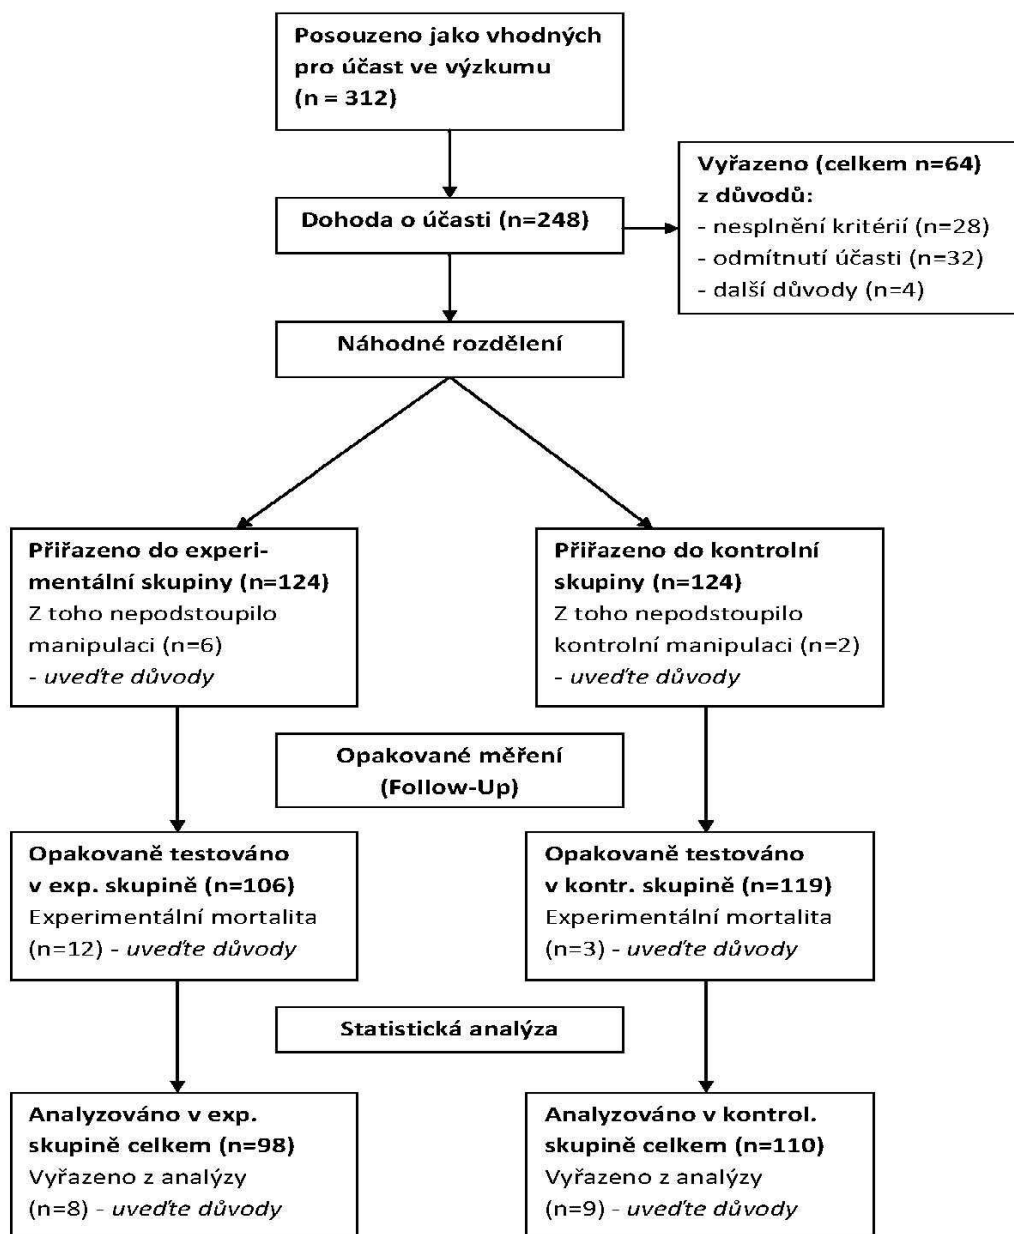 Posouzeno jako vhodných
pro účast ve výzkumu
(n = 312)
Vyřazeno (celkem n=64)
z důvodů:
- nesplnění kritérií (n=28)
- odmítnutí účasti (n=32)
- další důvody (n=4)
Dohoda o účasti (n=248)
Náhodné rozdělení
Přiřazeno do experi-
mentální skupiny (n=124)
Z toho nepodstoupilo
manipulaci (n=6)
- uveďte důvody
Přiřazeno do kontrolní
skupiny (n=124)
Z toho nepodstoupilo
kontrolní manipulaci (n=2)
- uveďte důvody
Opakované měření
(Follow-Up)
Opakovaně testováno
v exp. skupině (n=106)
Experimentální mortalita
(n=12) - uveďte důvody
Opakovaně testováno
v kontr. skupině (n=119)
Experimentální mortalita
(n=3) - uveďte důvody
Statistická analýza
Analyzováno v exp.
skupině celkem (n=98)
Vyřazeno z analýzy
(n=8) - uveďte důvody
Analyzováno v kontrol.
skupině celkem (n=110)
Vyřazeno z analýzy
(n=9) - uveďte důvody